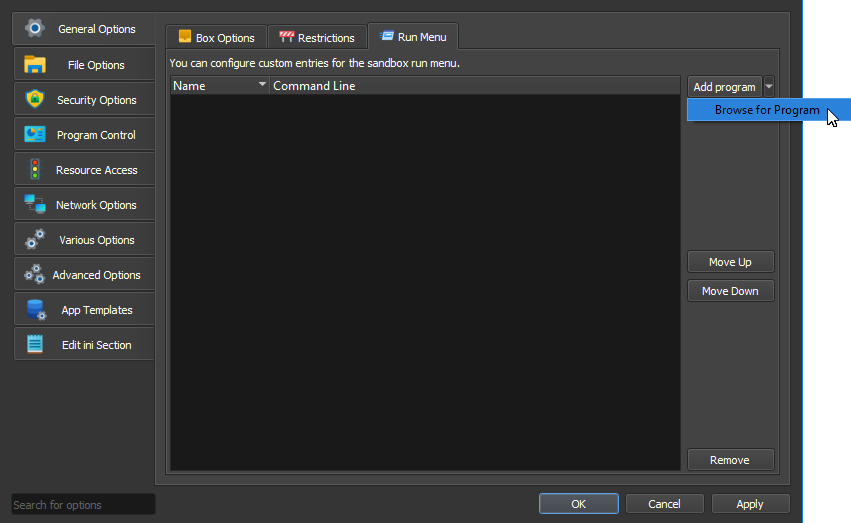 General Options
File Options
Security Options
Program Control
Resource Access
Network Options
Various Options
Advanced Options
App Templates
Edit ini Section
Search for options
Box Options
Restrictions
Run Menu
You can configure custom entries for the sandbox run menu.
Name
Command Line
Add program
Browse for Program
Move Up
Move Down
Remove
OK
Cancel
Apply